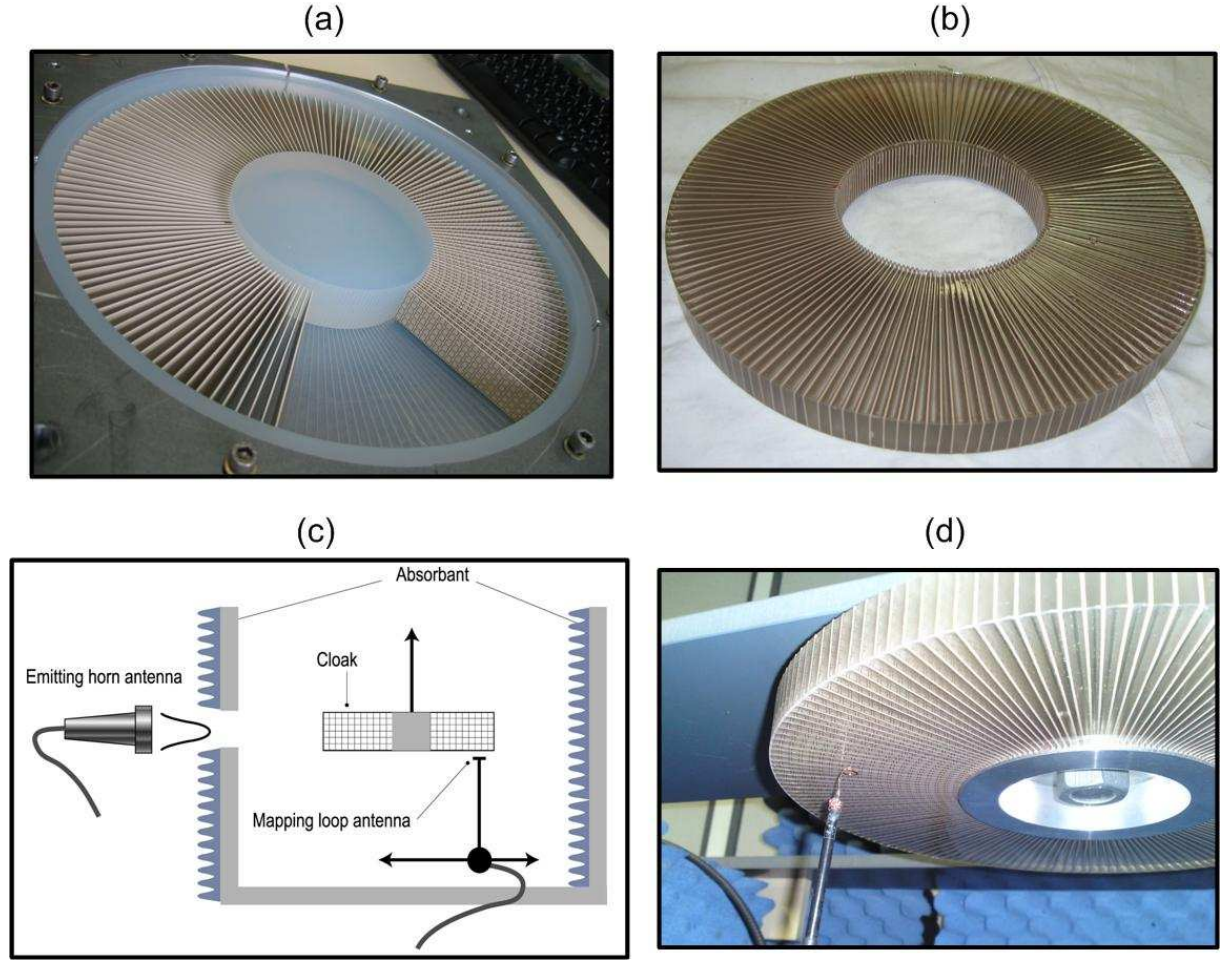 (a)
(b)
(c)
(d)
Absorbant
Cloak
Emitting horn antenna
Mapping loop antenna